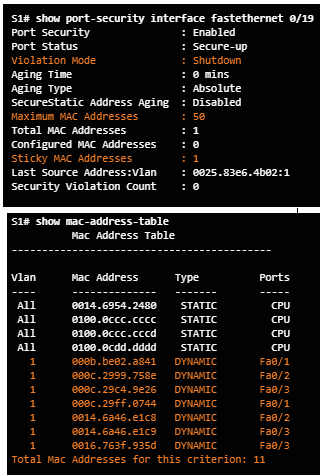 S1# show port-security interface fastethernet 0/19
Port Security : Enabled
Port Status : Secure-up
Violation Mode : Shutdown
Aging Time : 0 mins
Aging Type : Absolute
SecureStatic Address Aging : Disabled
Maximum MAC Addresses : 50
Total MAC Addresses : 1
Configured MAC Addresses : 0
Sticky MAC Addresses : 1
Last Source Address:Vlan : 0025.83e6.4b02:1
Security Violation Count : 0
S1# show mac-address-table
Mac Address Table
-------------------------------------------
Vlan Mac Address Type Ports
---- ----------- ------- -----
All 0014.6954.2480 STATIC CPU
All 0100.0ccc.cccc STATIC CPU
All 0100.0ccc.cccd STATIC CPU
All 0100.0cdd.dddd STATIC CPU
1 000b.be02.a841 DYNAMIC Fa0/1
1 000c.2999.758e DYNAMIC Fa0/2
1 000c.29c4.9e26 DYNAMIC Fa0/3
1 000c.29ff.0744 DYNAMIC Fa0/1
1 0014.6a46.e1c8 DYNAMIC Fa0/2
1 0014.6a46.e1c9 DYNAMIC Fa0/3
1 0016.763f.935d DYNAMIC Fa0/3
Total Mac Addresses for this criterion: 11